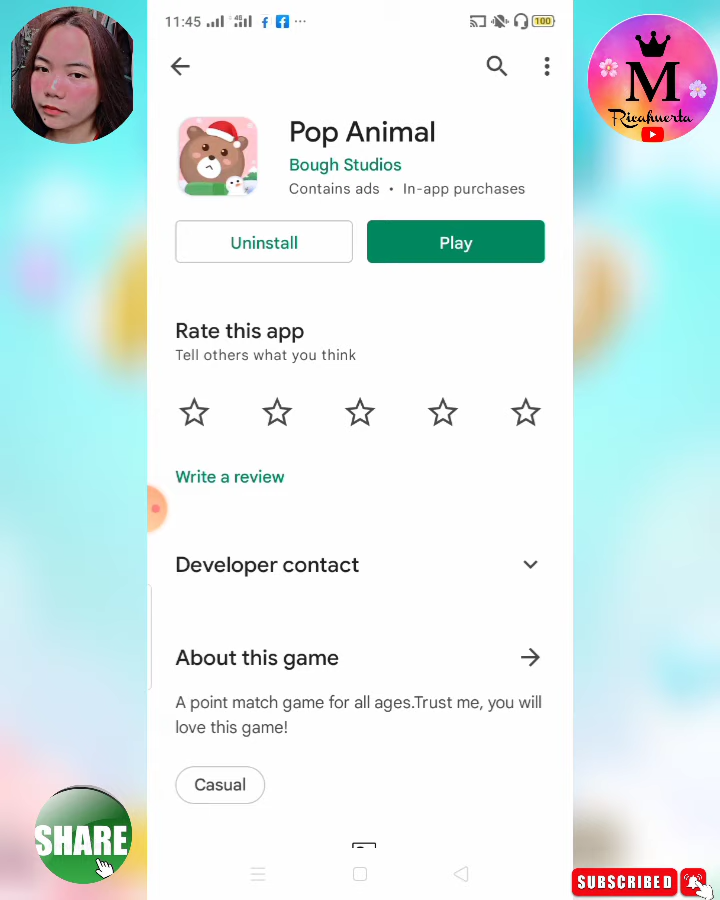 11:45
4G
100
M
Ricahuerta
Pop Animal
Bough Studios
Contains ads • In-app purchases
Uninstall
Play
Rate this app
Tell others what you think
Write a review
Developer contact
About this game
A point match game for all ages.Trust me, you will
love this game!
Casual
SHARE
SUBSCRIBED